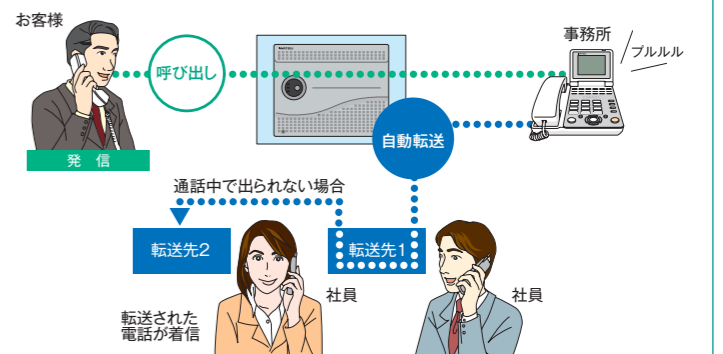 お客様
事務所
プルルル
呼び出し
自動転送
発 信
通話中で出られない場合
転送先2
転送先1
社員
社員
転送された
電話が着信